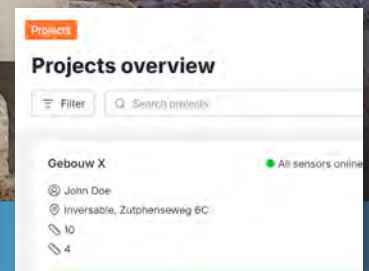 Projects
Projects overview
Filter
Search projects
Gebouw X
All sensors online
John Doe
Inversable, Zutphenseweg 6C
10
4